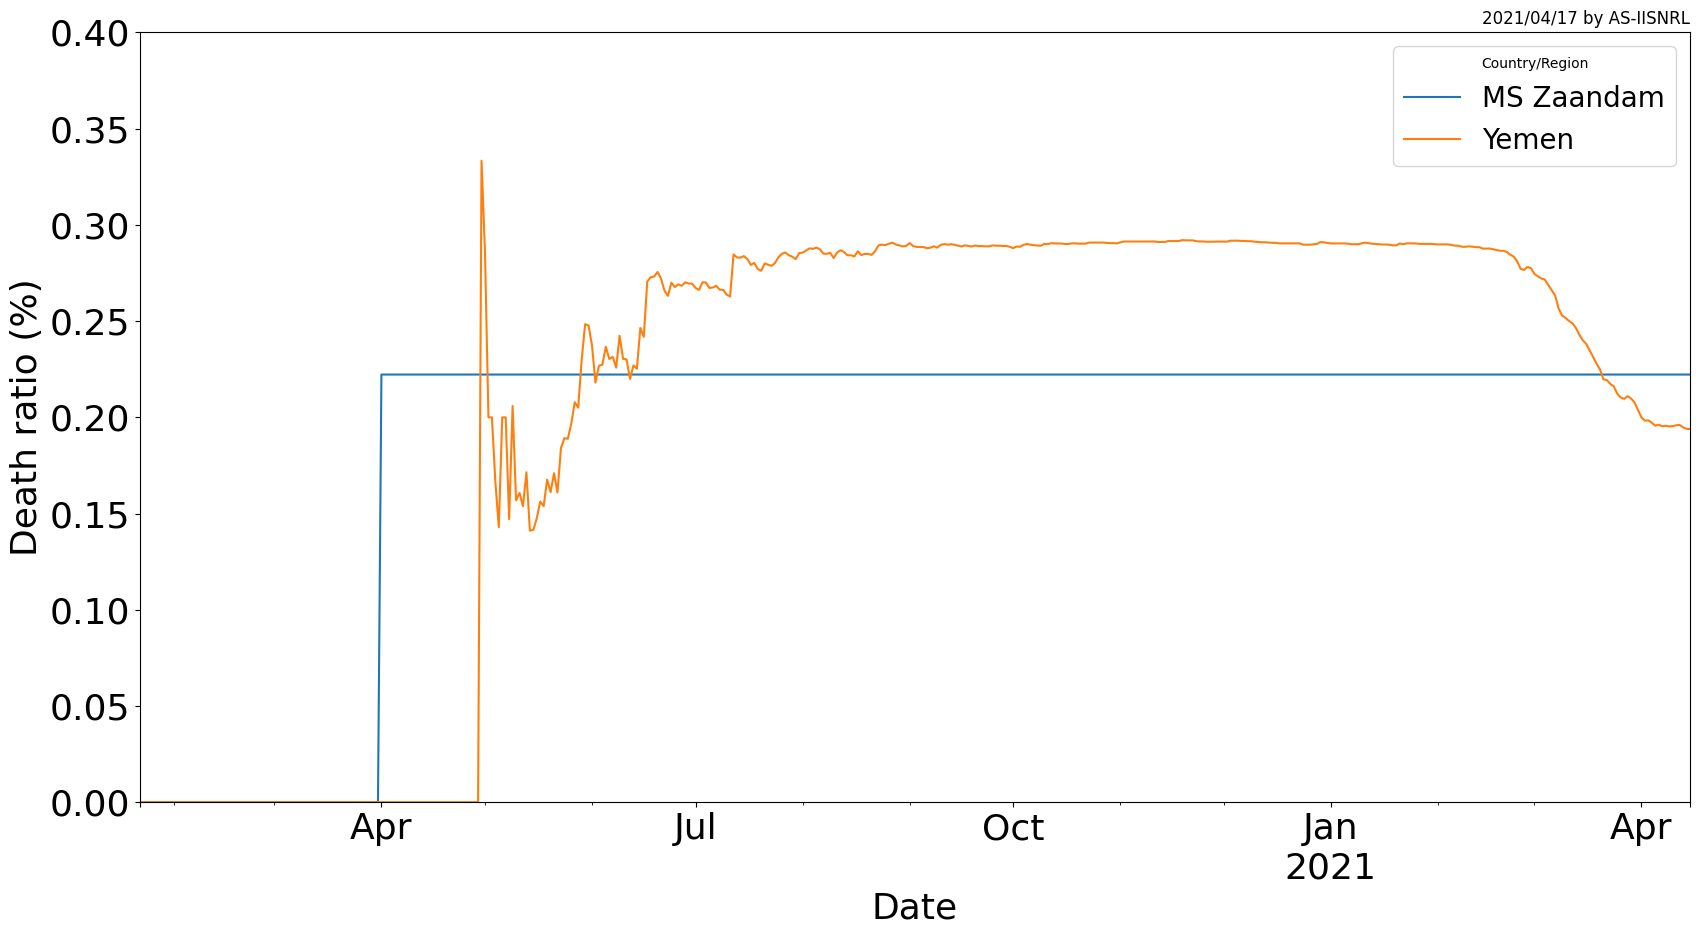 2021/04/17 by AS-IISNRL
Country/Region
MS Zaandam
Yemen
Death ratio (%)
0.40
0.35
0.30
0.25
0.20
0.15
0.10
0.05
0.00
Apr
Jul
Oct
Jan
2021
Apr
Date